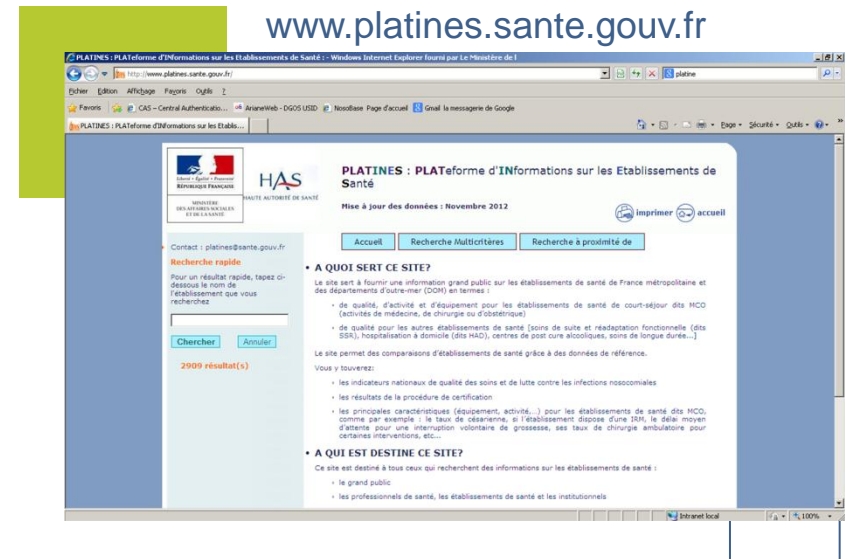 www.platines.sante.gouv.fr
PLATINES : PLATeforme d'INformations sur les Etablissements de Santé : - Windows Internet Explorer fourni par Le Ministère de l
http://www.platines.sante.gouv.fr/
platine
Fichier Edition Affichage Favoris Outils ?
Favoris CAS – Central Authenticatio... ArianeWeb - DGOS USID NosoBase Page d'accueil Gmail la messagerie de Google
PLATINES : PLATeforme d'INformations sur les Etablis...
Page Sécurité Outils
Liberté • Égalité • Fraternité
RÉPUBLIQUE FRANÇAISE
MINISTÈRE
DES AFFAIRES SOCIALES
ET DE LA SANTÉ
HAS
HAUTE AUTORITÉ DE SANTÉ
PLATINES : PLATeforme d'INformations sur les Etablissements de
Santé
Mise à jour des données : Novembre 2012
imprimer accueil
Contact : platines@sante.gouv.fr
Recherche rapide
Pour un résultat rapide, tapez ci-
dessous le nom de
l'établissement que vous
recherchez
Chercher Annuler
2909 résultat(s)
Accueil Recherche Multicritères Recherche à proximité de
• A QUOI SERT CE SITE?
Le site sert à fournir une information grand public sur les établissements de santé de France métropolitaine et
des départements d'outre-mer (DOM) en termes :
de qualité, d'activité et d'équipement pour les établissements de santé de court-séjour dits MCO
(activités de médecine, de chirurgie ou d'obstétrique)
de qualité pour les autres établissements de santé [soins de suite et réadaptation fonctionnelle (dits
SSR), hospitalisation à domicile (dits HAD), centres de post cure alcooliques, soins de longue durée...]
Le site permet des comparaisons d'établissements de santé grâce à des données de référence.
Vous y touverez:
les indicateurs nationaux de qualité des soins et de lutte contre les infections nosocomiales
les résultats de la procédure de certification
les principales caractéristiques (équipement, activité,...) pour les établissements de santé dits MCO,
comme par exemple : le taux de césarienne, si l'établissement dispose d'une IRM, le délai moyen
d'attente pour une interruption volontaire de grossesse, ses taux de chirurgie ambulatoire pour
certaines interventions, etc...
• A QUI EST DESTINE CE SITE?
Ce site est destiné à tous ceux qui recherchent des informations sur les établissements de santé :
le grand public
les professionnels de santé, les établissements de santé et les institutionnels
Intranet local 100%